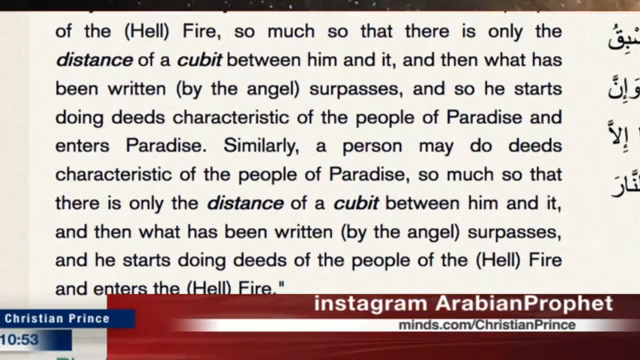 of the (Hell) Fire, so much so that there is only the
distance of a cubit between him and it, and then what has
been written (by the angel) surpasses, and so he starts
doing deeds characteristic of the people of Paradise and
enters Paradise. Similarly, a person may do deeds
characteristic of the people of Paradise, so much so that
there is only the distance of a cubit between him and it,
and then what has been written (by the angel) surpasses,
and he starts doing deeds of the people of the (Hell) Fire
and enters the (Hell) Fire."
وَإِنَّ
إِلاَّ
instagram ArabianProphet
Christian Prince
minds.com/ChristianPrince
10:53